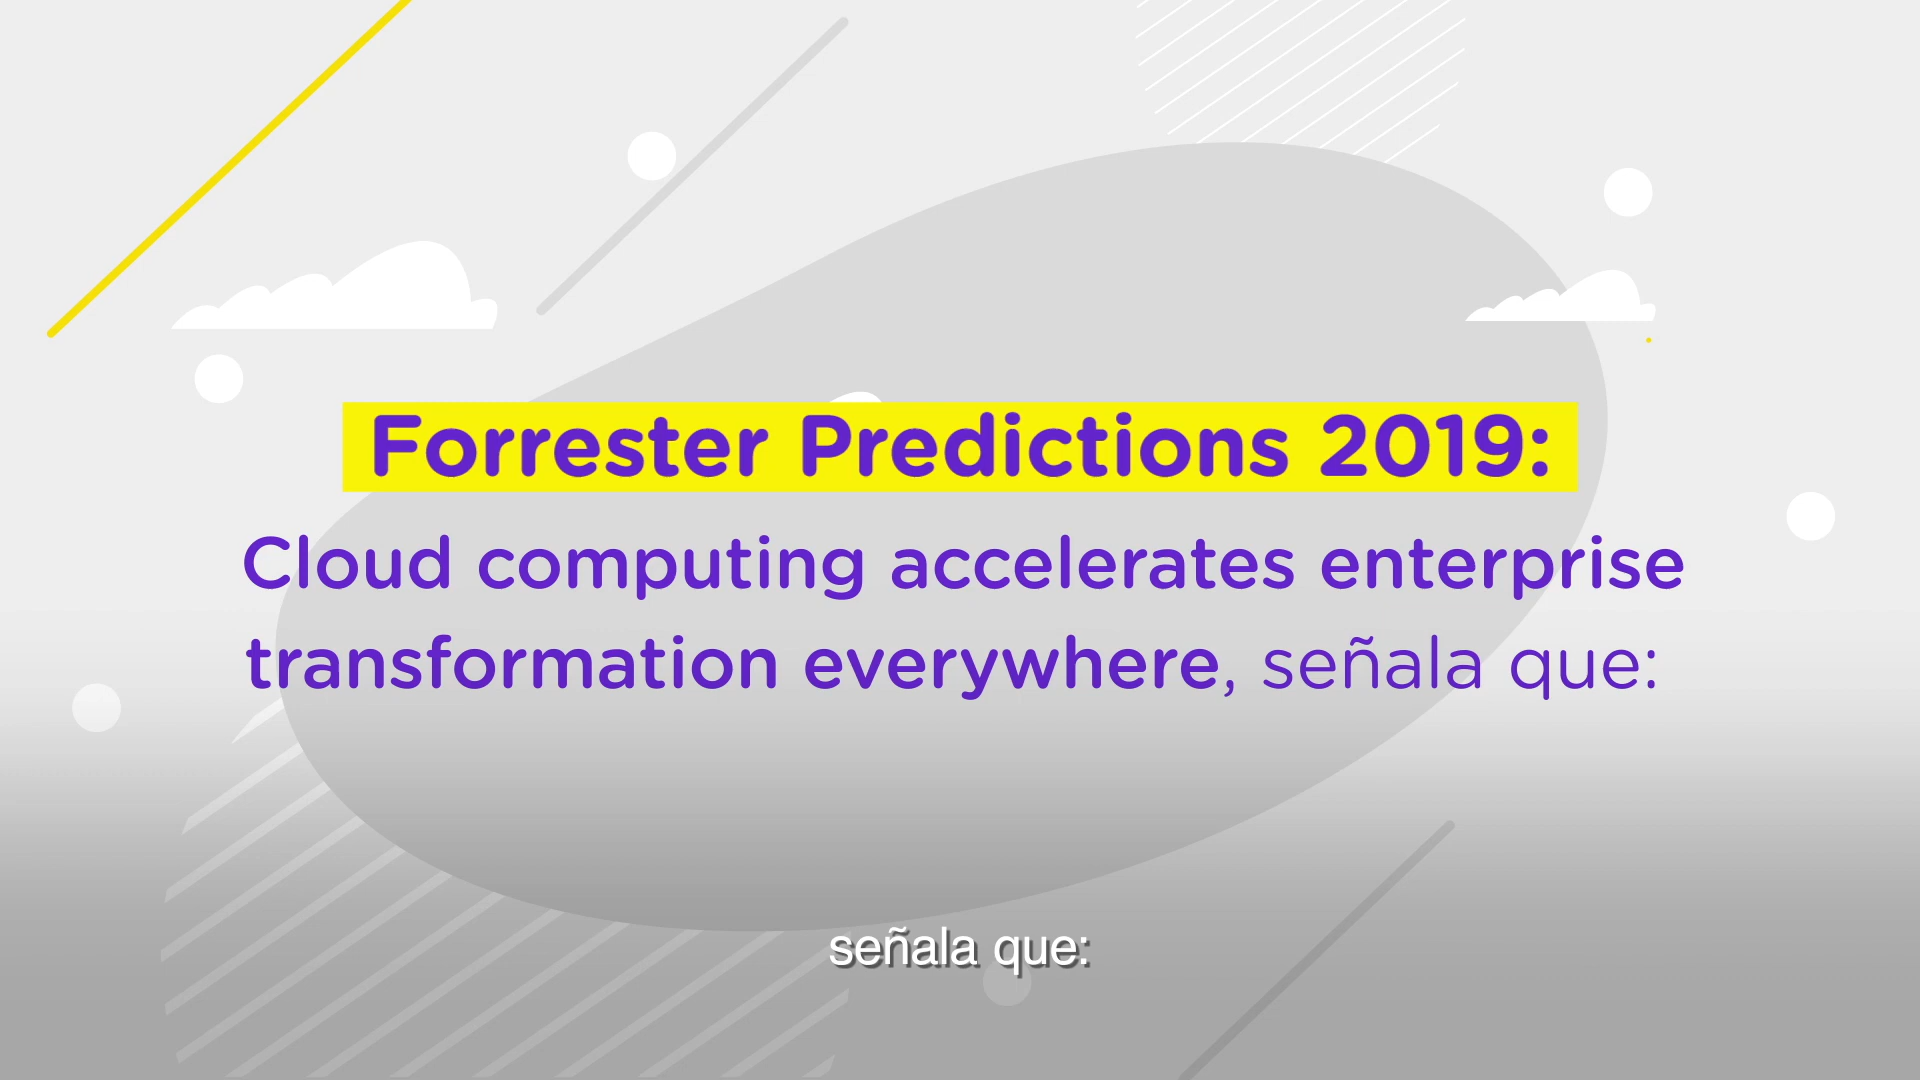 Forrester Predictions 2019:
Cloud computing accelerates enterprise
transformation everywhere, señala que:
señala que: